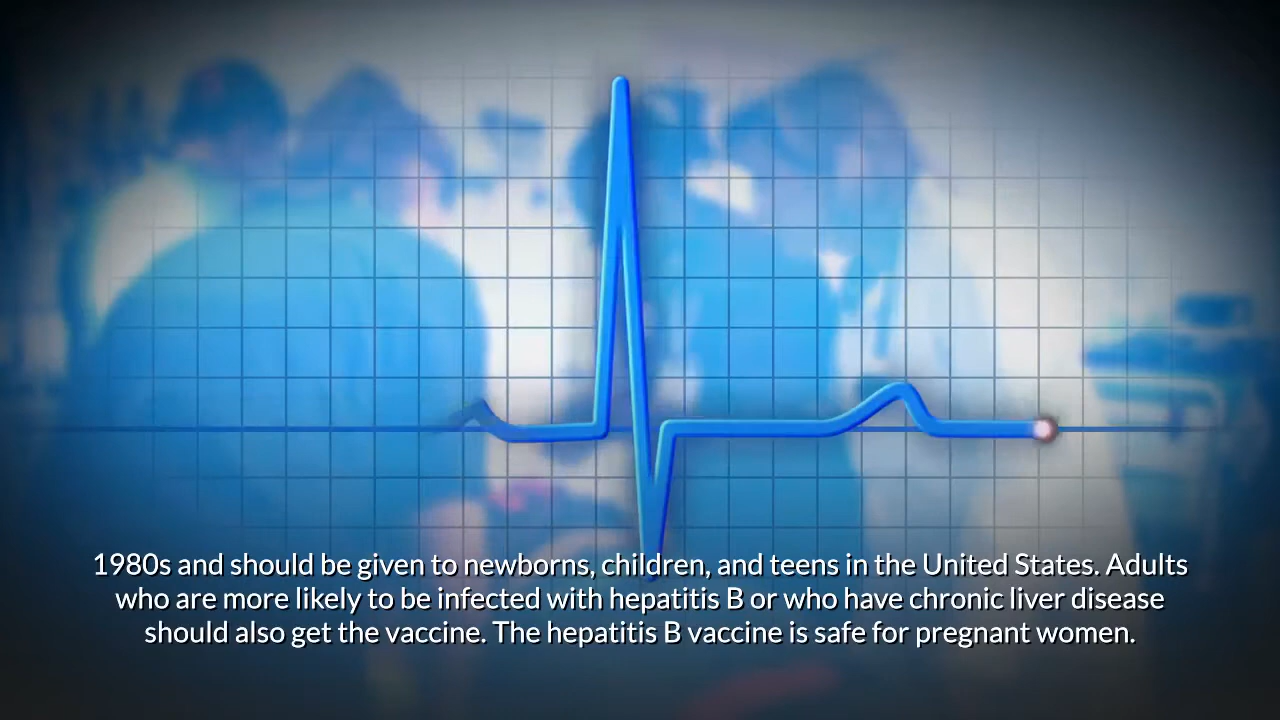 1980s and should be given to newborns, children, and teens in the United States. Adults
who are more likely to be infected with hepatitis B or who have chronic liver disease
should also get the vaccine. The hepatitis B vaccine is safe for pregnant women.